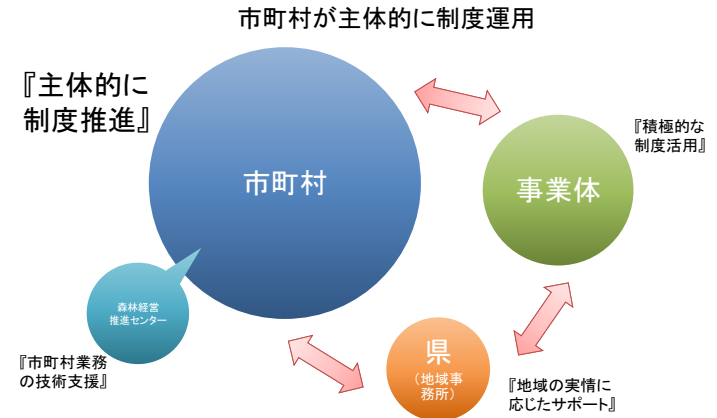 市町村が主体的に制度運用
『主体的に
制度推進』
市町村
事業体
『積極的な
制度活用』
森林経営
推進センター
『市町村業務
の技術支援』
県
（地域事
務所）
『地域の実情に
応じたサポート』